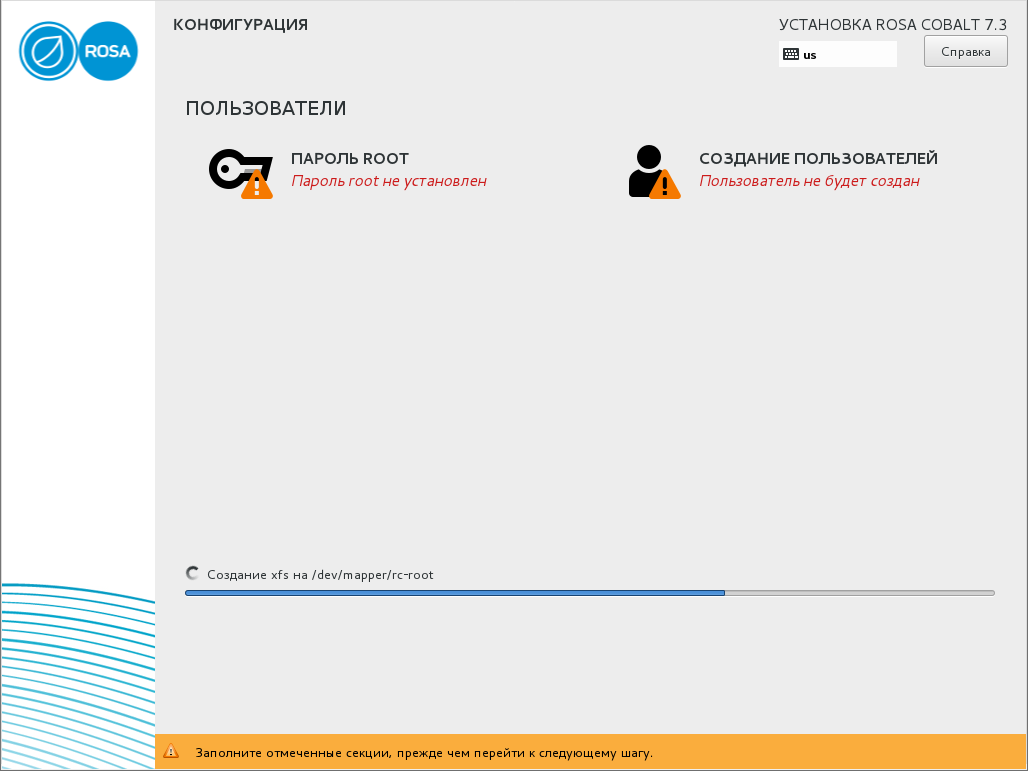 ROSA
КОНФИГУРАЦИЯ
УСТАНОВКА ROSA COBALT 7.3
us
Справка
ПОЛЬЗОВАТЕЛИ
ПАРОЛЬ ROOT
Пароль root не установлен
СОЗДАНИЕ ПОЛЬЗОВАТЕЛЕЙ
Пользователь не будет создан
Создание xfs на /dev/mapper/rc-root
Заполните отмеченные секции, прежде чем перейти к следующему шагу.